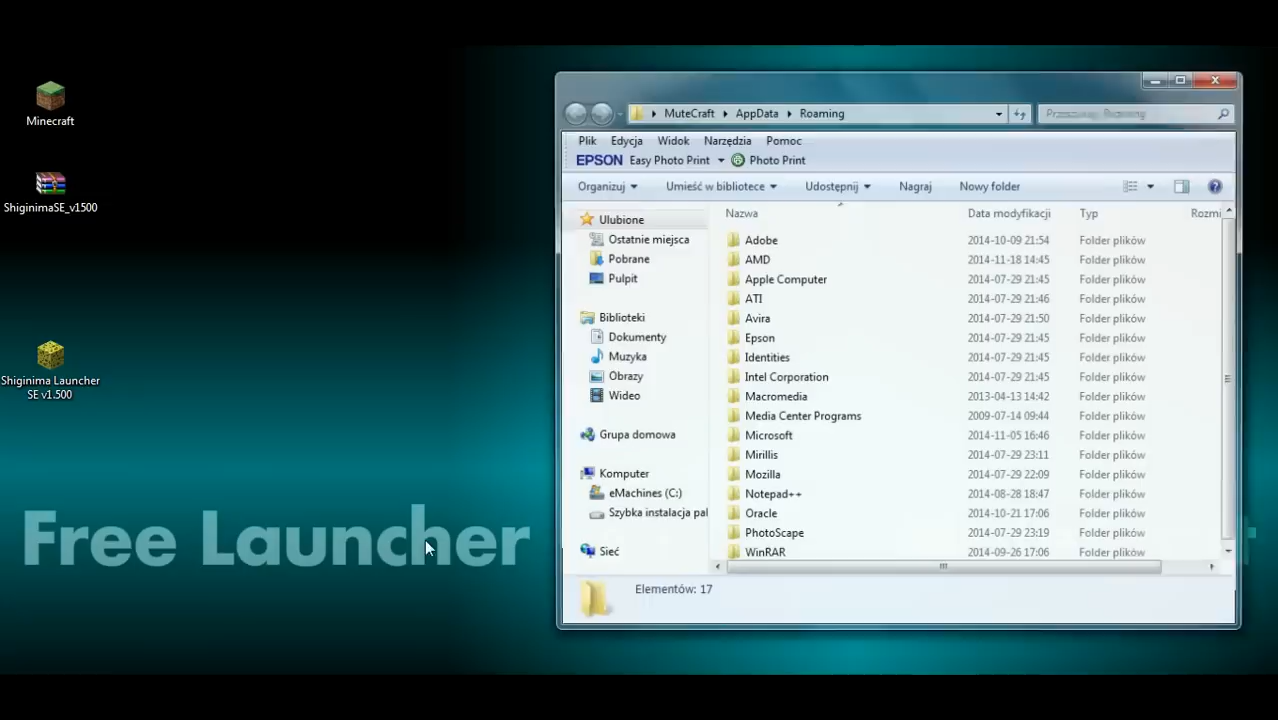 Minecraft
ShiginimaSE_v1500
Shiginima Launcher
SE v1.500
Free Launcher
MuteCraft
AppData
Roaming
Przeszukaj: Roaming
Plik Edycja Widok Narzędzia Pomoc
EPSON Easy Photo Print Photo Print
Organizuj Umieść w bibliotece Udostępnij Nagraj Nowy folder
Ulubione
Ostatnie miejsca
Pobrane
Pulpit
Biblioteki
Dokumenty
Muzyka
Obrazy
Wideo
Grupa domowa
Komputer
eMachines (C:)
Szybka instalacja pal
Sieć
Nazwa Data modyfikacji Typ Rozmi
Adobe 2014-10-09 21:54 Folder plików
AMD 2014-11-18 14:45 Folder plików
Apple Computer 2014-07-29 21:45 Folder plików
ATI 2014-07-29 21:46 Folder plików
Avira 2014-07-29 21:50 Folder plików
Epson 2014-07-29 21:45 Folder plików
Identities 2014-07-29 21:45 Folder plików
Intel Corporation 2014-07-29 21:45 Folder plików
Macromedia 2013-04-13 14:42 Folder plików
Media Center Programs 2009-07-14 09:44 Folder plików
Microsoft 2014-11-05 16:46 Folder plików
Mirillis 2014-07-29 23:11 Folder plików
Mozilla 2014-07-29 22:09 Folder plików
Notepad++ 2014-08-28 18:47 Folder plików
Oracle 2014-10-21 17:06 Folder plików
PhotoScape 2014-07-29 23:19 Folder plików
WinRAR 2014-09-26 17:06 Folder plików
Elementów: 17